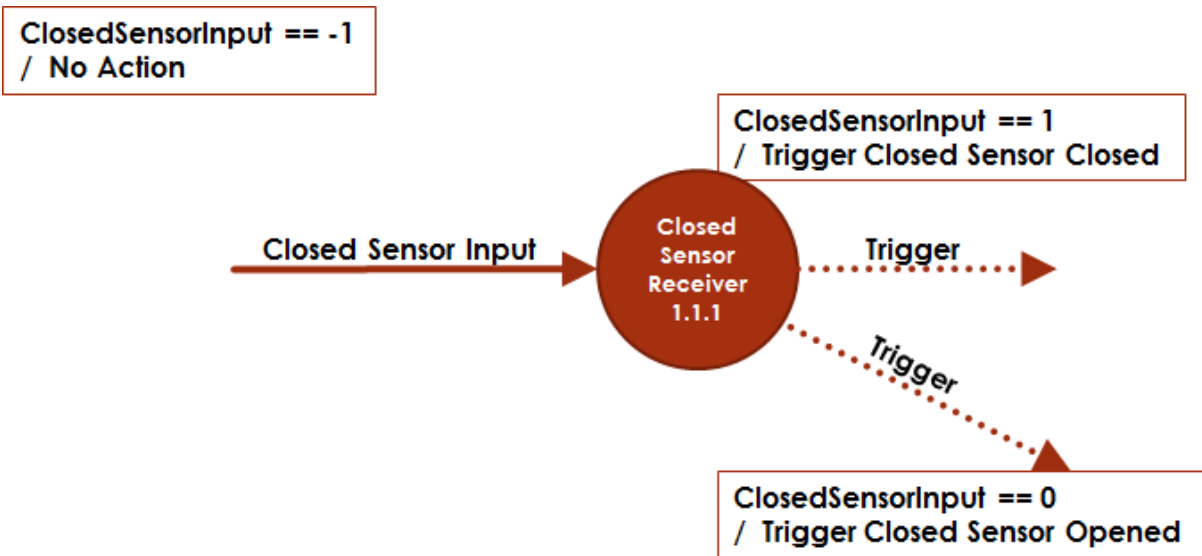 ClosedSensorInput == -1
/ No Action
ClosedSensorInput == 1
/ Trigger Closed Sensor Closed
Closed Sensor Input
Closed
Sensor
Receiver
1.1.1
Trigger
Trigger
ClosedSensorInput == 0
/ Trigger Closed Sensor Opened